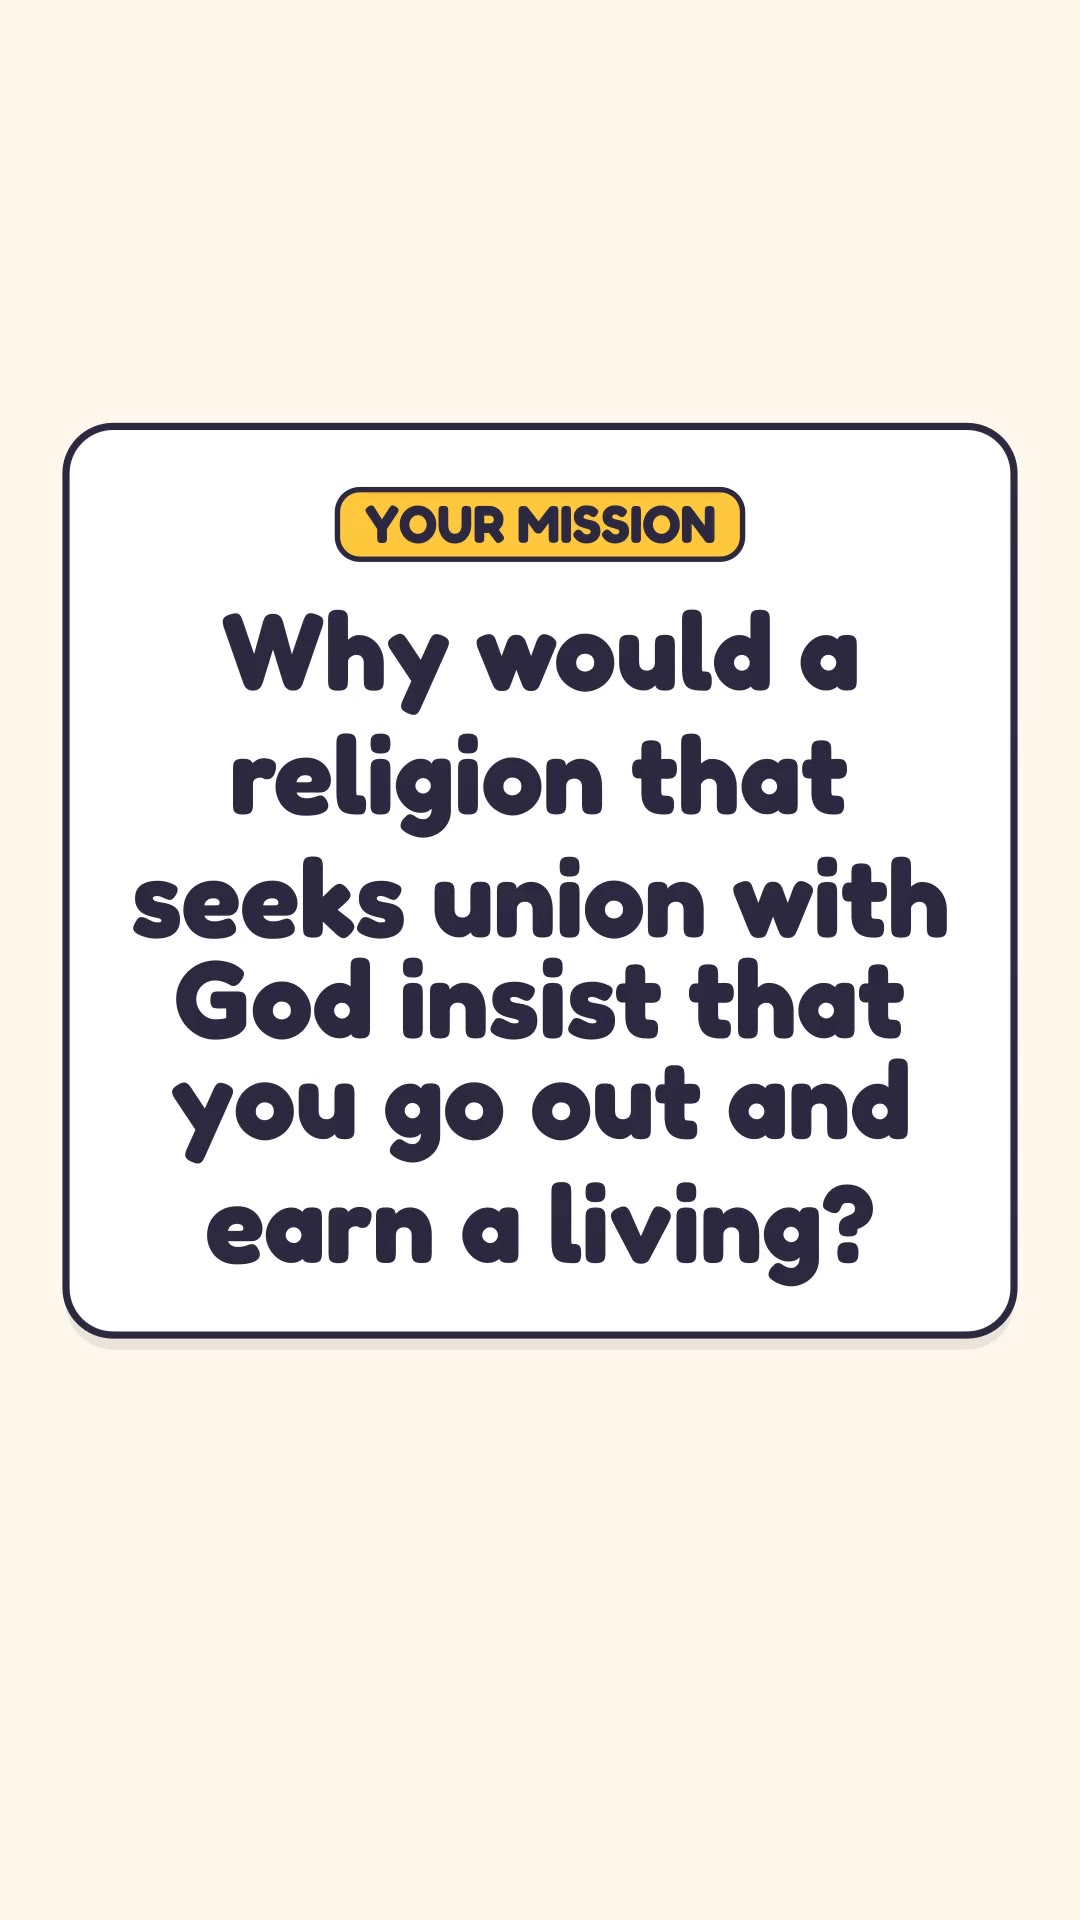 YOUR MISSION
Why would a
religion that
seeks union with
God insist that
you go out and
earn a living?